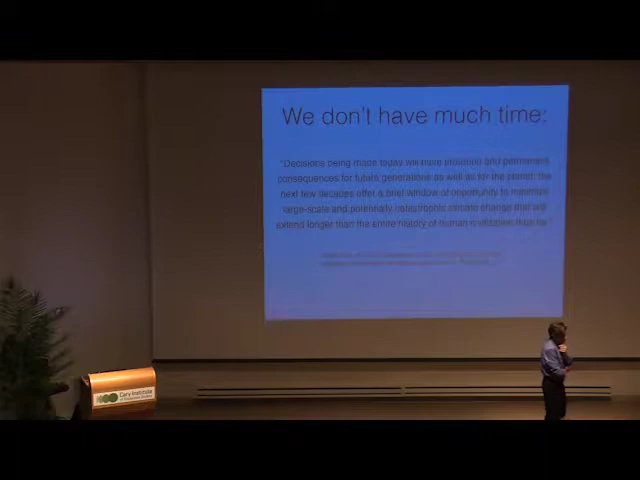 We don't have much time:
"Decisions being made today will have profound and permanent
consequences for future generations as well as for the planet; the
next few decades offer a brief window of opportunity to minimize
large-scale and potentially catastrophic climate change that will
extend longer than the entire history of human civilization thus far."
Cary Institute